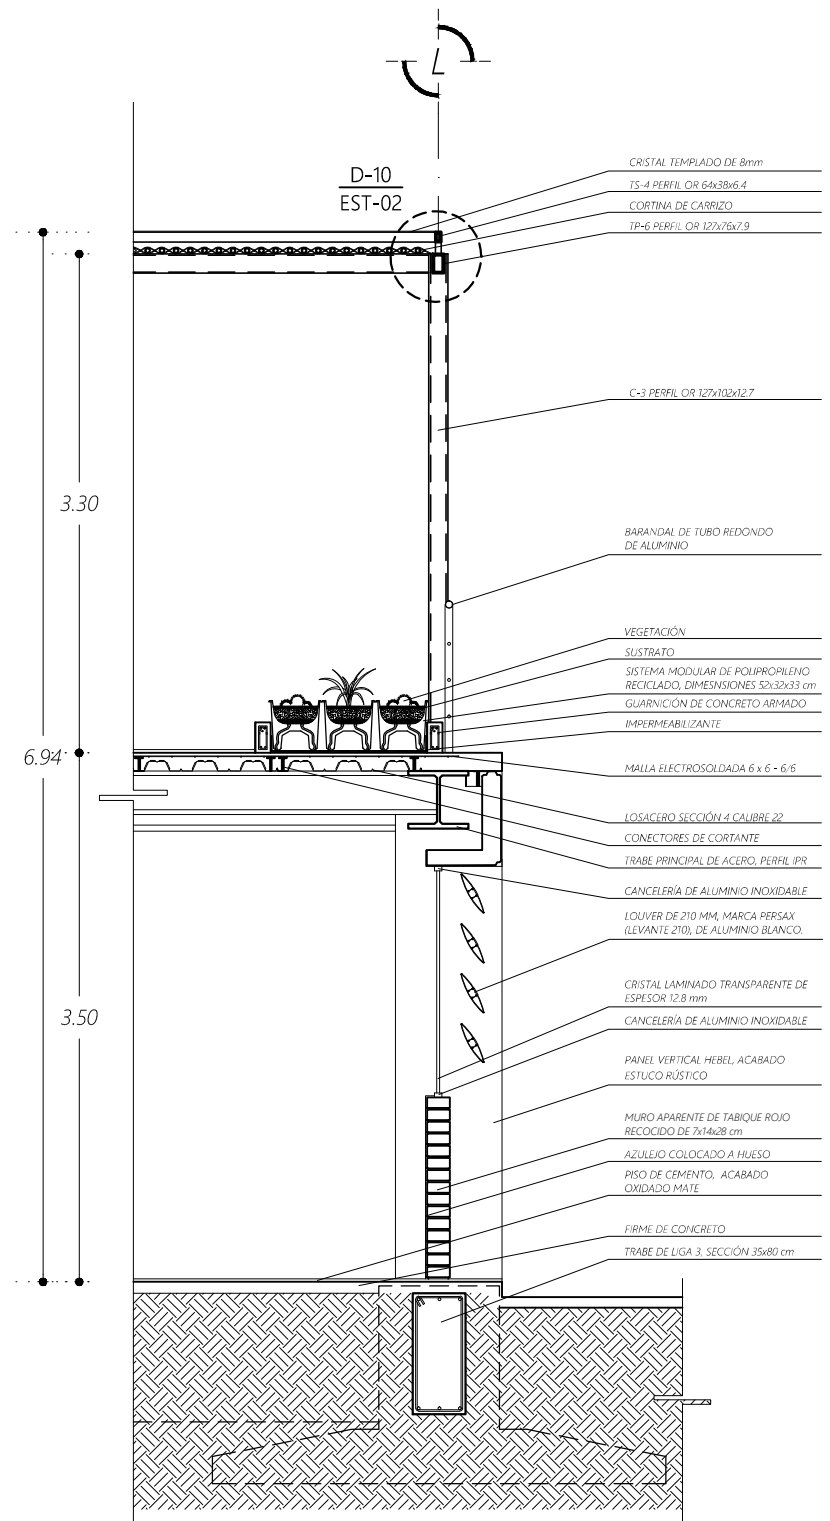 L
D-10
EST-02
CRISTAL TEMPLADO DE 8mm
TS-4 PERFIL OR 64x38x6.4
CORTINA DE CARRIZO
TP-6 PERFIL OR 127x76x7.9
C-3 PERFIL OR 127x102x12.7
3.30
BARANDAL DE TUBO REDONDO
DE ALUMINIO
VEGETACIÓN
SUSTRATO
SISTEMA MODULAR DE POLIPROPILENO
RECICLADO, DIMESNSIONES 52x32x33 cm
GUARNICIÓN DE CONCRETO ARMADO
IMPERMEABILIZANTE
6.94
MALLA ELECTROSOLDADA 6 x 6 - 6/6
LOSACERO SECCIÓN 4 CALIBRE 22
CONECTORES DE CORTANTE
TRABE PRINCIPAL DE ACERO, PERFIL IPR
CANCELERÍA DE ALUMINIO INOXIDABLE
LOUVER DE 210 MM, MARCA PERSAX
(LEVANTE 210), DE ALUMINIO BLANCO.
CRISTAL LAMINADO TRANSPARENTE DE
ESPESOR 12.8 mm
3.50
CANCELERÍA DE ALUMINIO INOXIDABLE
PANEL VERTICAL HEBEL, ACABADO
ESTUCO RÚSTICO
MURO APARENTE DE TABIQUE ROJO
RECOCIDO DE 7x14x28 cm
AZULEJO COLOCADO A HUESO
PISO DE CEMENTO, ACABADO
OXIDADO MATE
FIRME DE CONCRETO
TRABE DE LIGA 3, SECCIÓN 35x80 cm